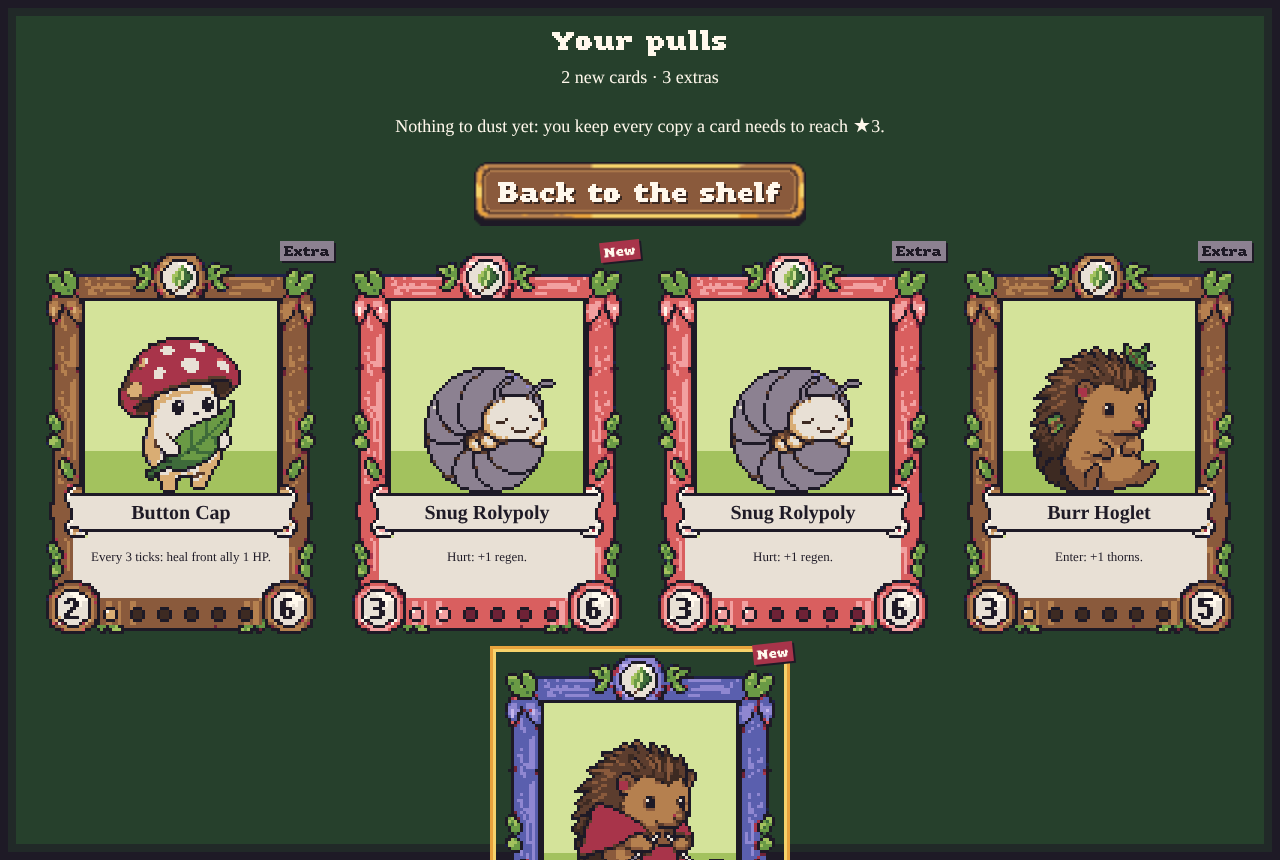 Your pulls
2 new cards · 3 extras
Nothing to dust yet: you keep every copy a card needs to reach ★3.
Back to the shelf
Extra
New
Extra
Extra
Button Cap
Snug Rolypoly
Snug Rolypoly
Burr Hoglet
Every 3 ticks: heal front ally 1 HP.
Hurt: +1 regen.
Hurt: +1 regen.
Enter: +1 thorns.
2
6
3
6
3
6
3
5
New